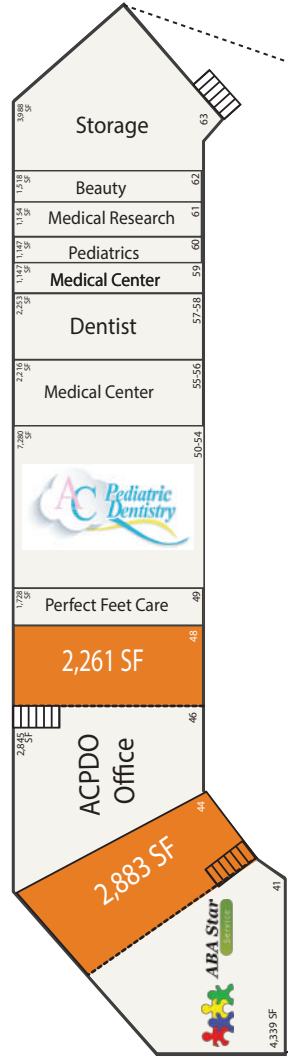 3,988
SF
Storage
63
1,518
SF
Beauty
62
1,154
SF
Medical Research
61
1,147
SF
Pediatrics
60
1,147
SF
Medical Center
59
2,253
SF
Dentist
57-58
2,216
SF
Medical Center
55-56
7,280
SF
AC Pediatric
Dentistry
50-54
1,728
SF
Perfect Feet Care
49
2,261 SF
48
2,845
SF
ACPDO
Office
46
2,883 SF
44
ABA Star
Service
41
4,339 SF